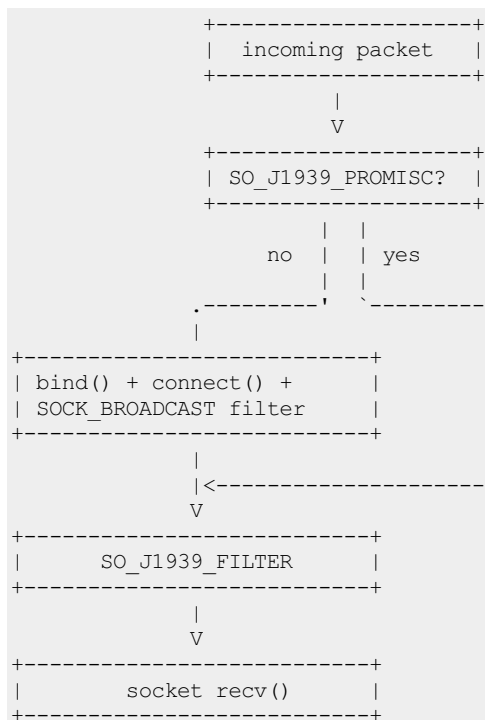 +--------------------+
                    |  incoming packet   |
                    +--------------------+
                              |
                              V
                    +--------------------+
                    | SO_J1939_PROMISC?  |
                    +--------------------+
                             |  |
                         no  |  | yes
                             |  |
                   .---------'  `---------
                   |
+---------------------------+
| bind() + connect() +      |
| SOCK_BROADCAST filter     |
+---------------------------+
                   |
                   |<---------------------
                   V
+---------------------------+
|       SO_J1939_FILTER     |
+---------------------------+
                   |
                   V
+---------------------------+
|        socket recv()      |
+---------------------------+